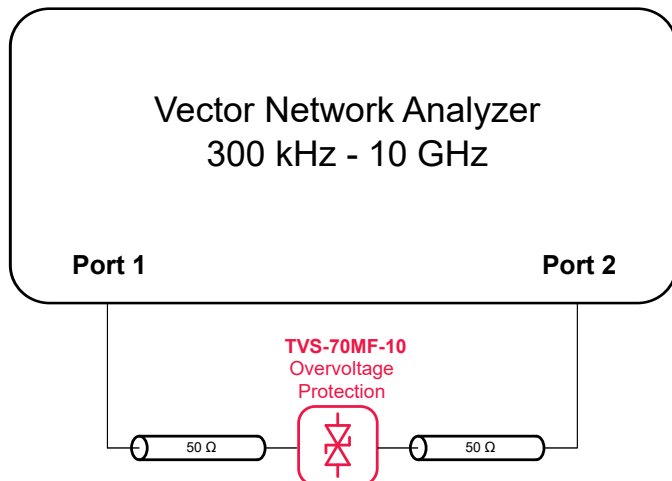 Vector Network Analyzer
300 kHz - 10 GHz
Port 1
Port 2
TVS-70MF-10
Overvoltage
Protection
50 Ω
50 Ω